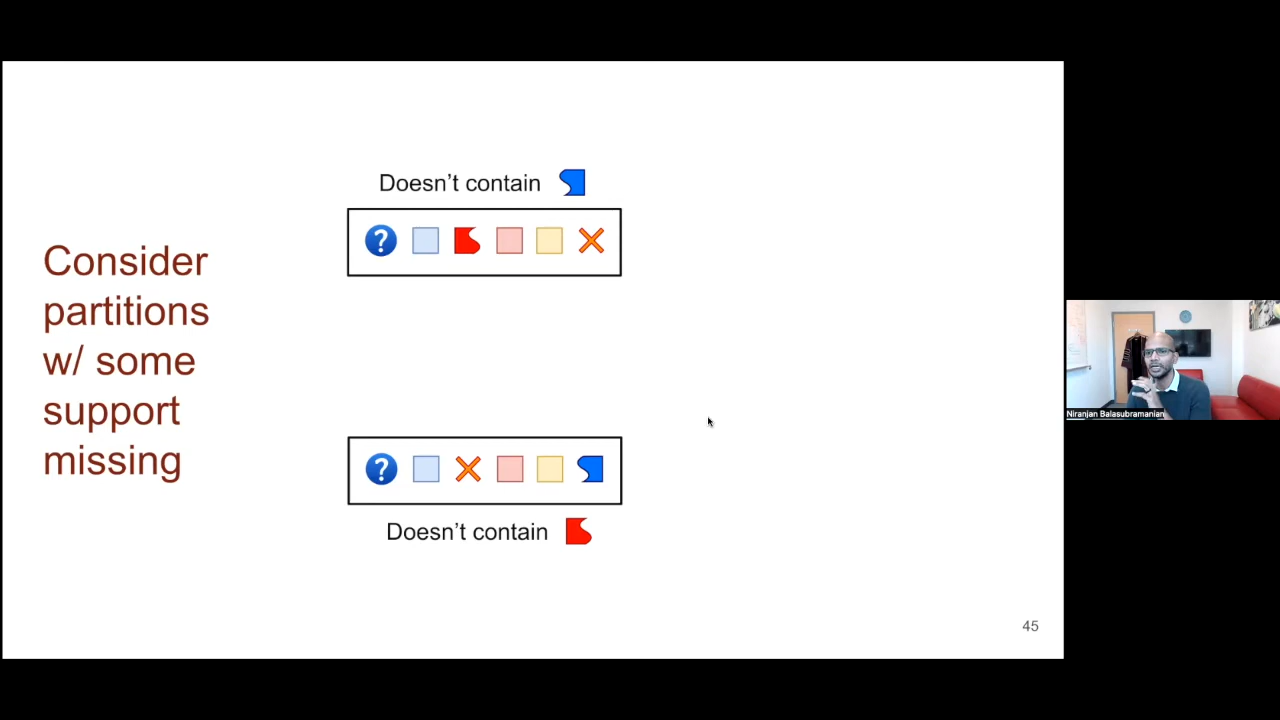 Consider
partitions
w/ some
support
missing
Doesn't contain
?
?
Doesn't contain
45
Niranjan Balasubramanian